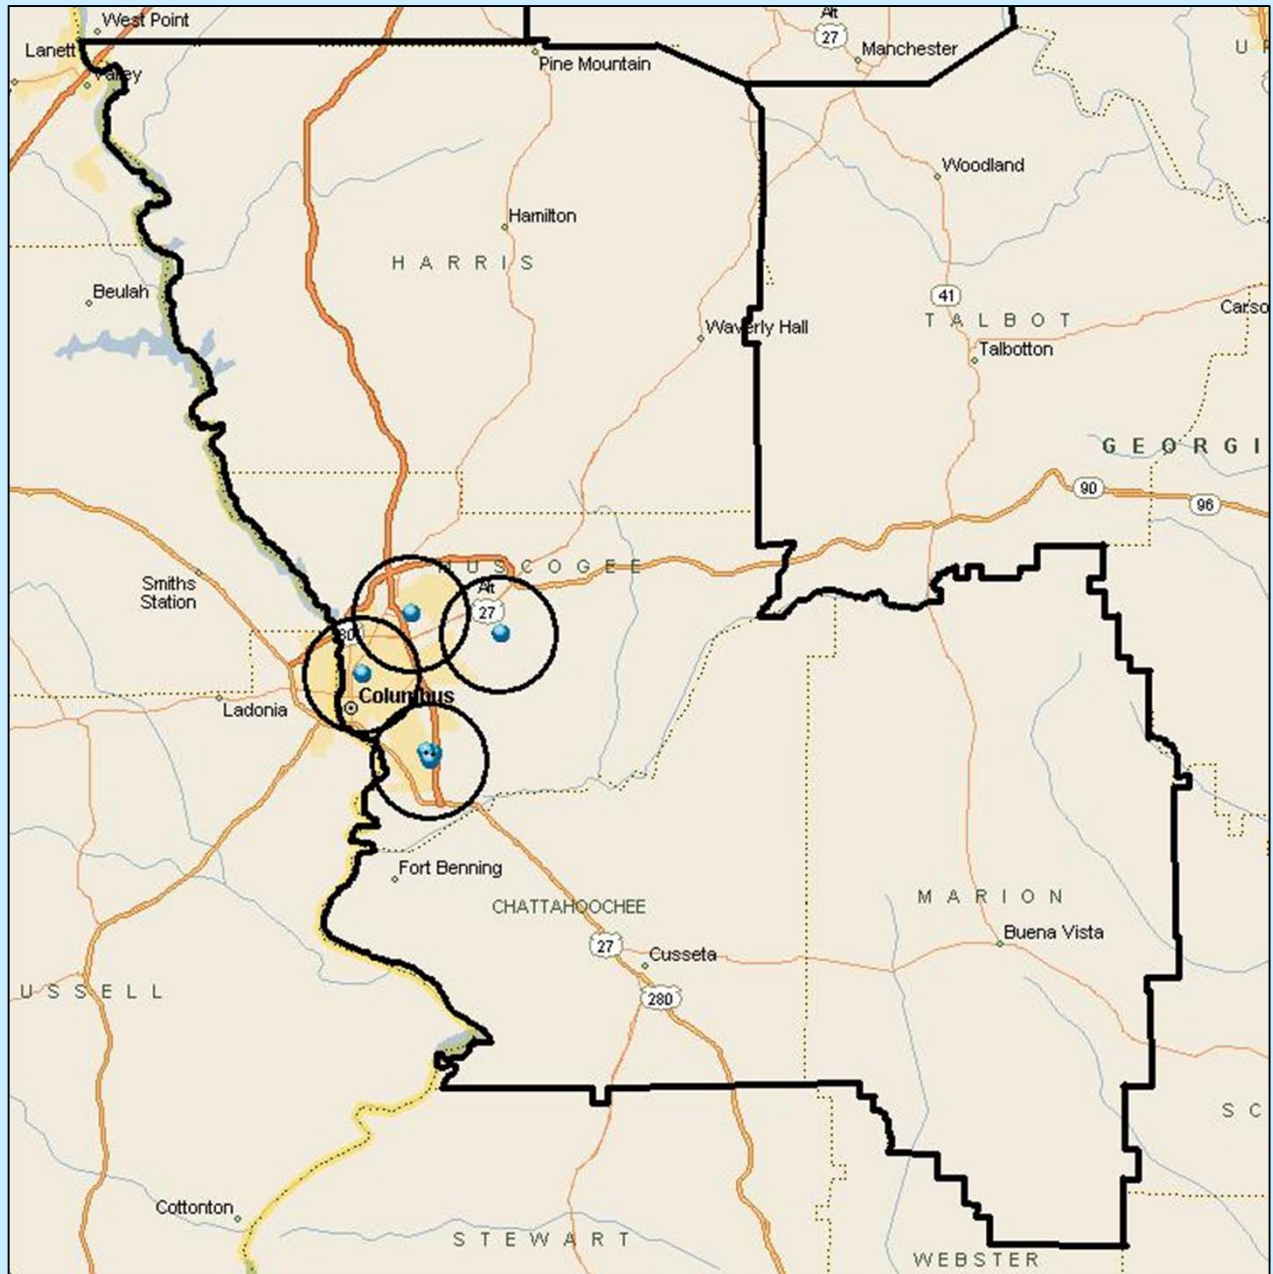 West Point
Alt
27
Lanett
Valley
Manchester
Pine Mountain
Woodland
Hamilton
HARRIS
Beulah
41
TALBOT
Carso
Waverly Hall
Talbotton
GEORGI
90
96
MUSCOGEE
Smiths
Station
Alt
27
80
Columbus
Ladonia
Fort Benning
CHATTAHOOCHEE
MARION
Buena Vista
27
Cusseta
280
USSELL
SC
Cottonton
STEWART
WEBSTER